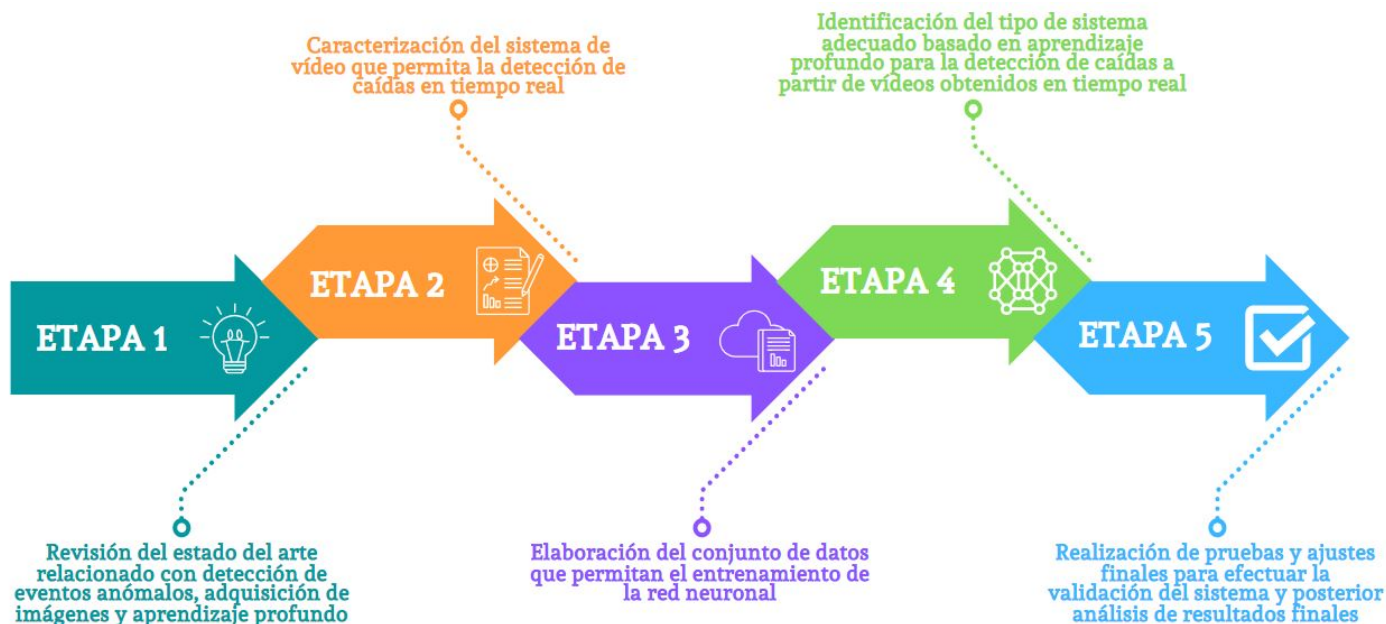 ETAPA 1
Revisión del estado del arte
relacionado con detección de
eventos anómalos, adquisición de
imágenes y aprendizaje profundo
Caracterización del sistema de
vídeo que permita la detección de
caídas en tiempo real
ETAPA 2
ETAPA 3
Elaboración del conjunto de datos
que permitan el entrenamiento de
la red neuronal
Identificación del tipo de sistema
adecuado basado en aprendizaje
profundo para la detección de caídas a
partir de vídeos obtenidos en tiempo real
ETAPA 4
ETAPA 5
Realización de pruebas y ajustes
finales para efectuar la
validación del sistema y posterior
análisis de resultados finales